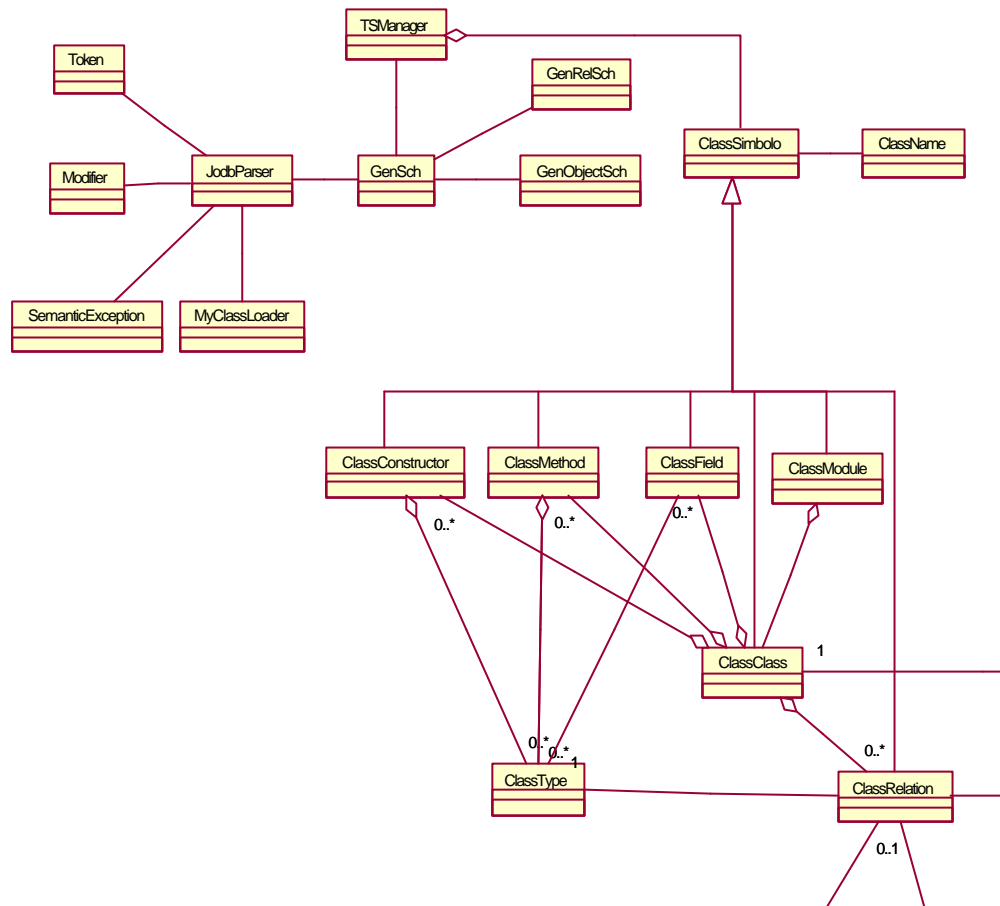 TSManager
Token
GenRelSch
ClassSimbolo
ClassName
Modifier
JodbParser
GenSch
GenObjectSch
SemanticException
MyClassLoader
ClassConstructor
ClassMethod
ClassField
ClassModule
0..*
0..*
0..*
1
ClassClass
0..*
0..*
1
0..*
ClassType
ClassRelation
0..1